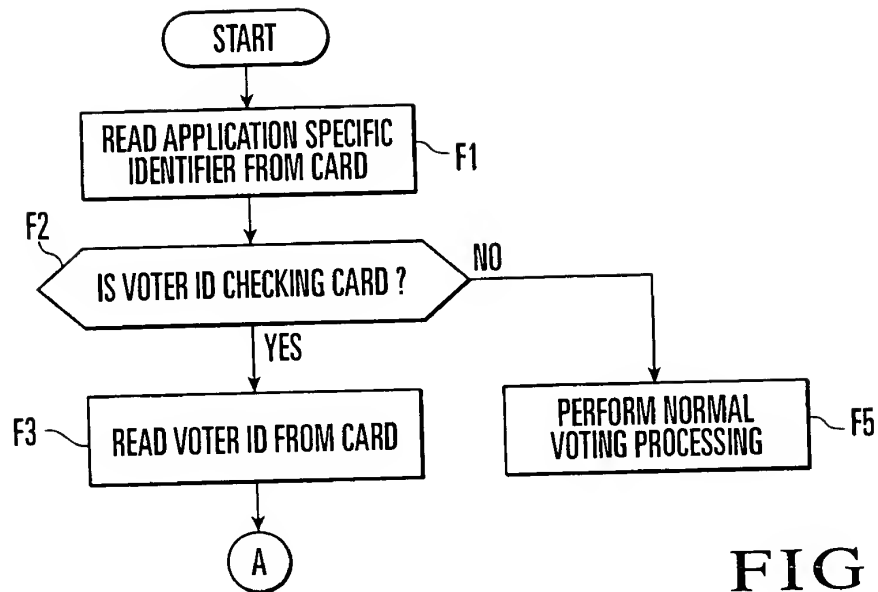 START
READ APPLICATION SPECIFIC
IDENTIFIER FROM CARD
F1
F2
IS VOTER ID CHECKING CARD ?
NO
YES
F3
READ VOTER ID FROM CARD
PERFORM NORMAL
VOTING PROCESSING
F5
A
FIG